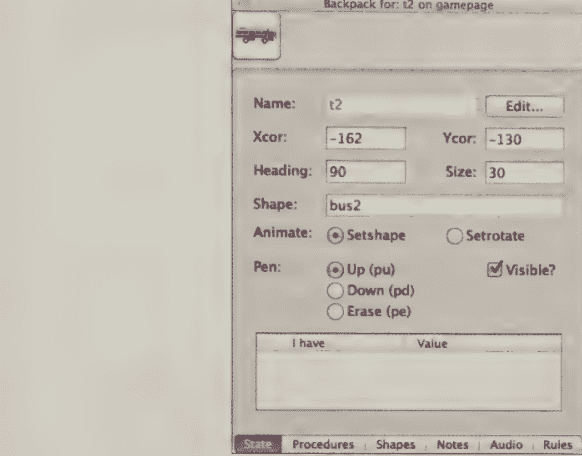 Backpack for: t2 on gamepage
Name: t2 Edit...
Xcor: -162 Ycor: -130
Heading: 90 Size: 30
Shape: bus2
Animate: Setshape Setrotate
Pen: Up (pu) Visible?
Down (pd)
Erase (pe)
I have Value
State Procedures Shapes Notes Audio Rules